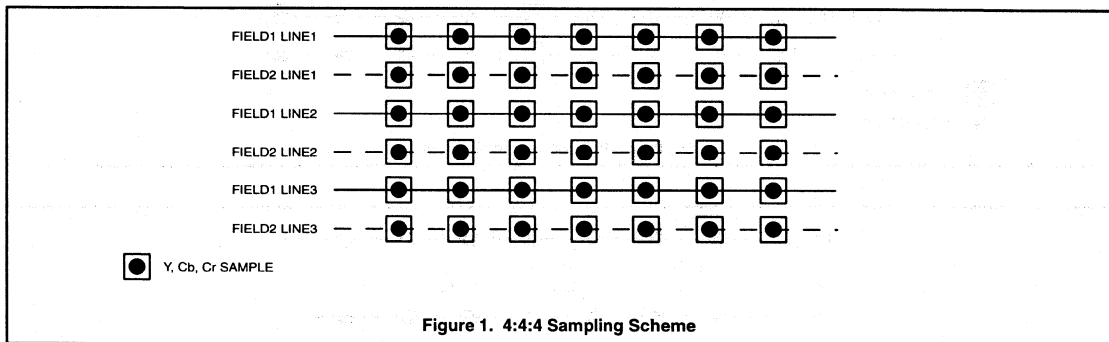 FIELD1 LINE1
FIELD2 LINE1
FIELD1 LINE2
FIELD2 LINE2
FIELD1 LINE3
FIELD2 LINE3
Y, Cb, Cr SAMPLE
Figure 1. 4:4:4 Sampling Scheme